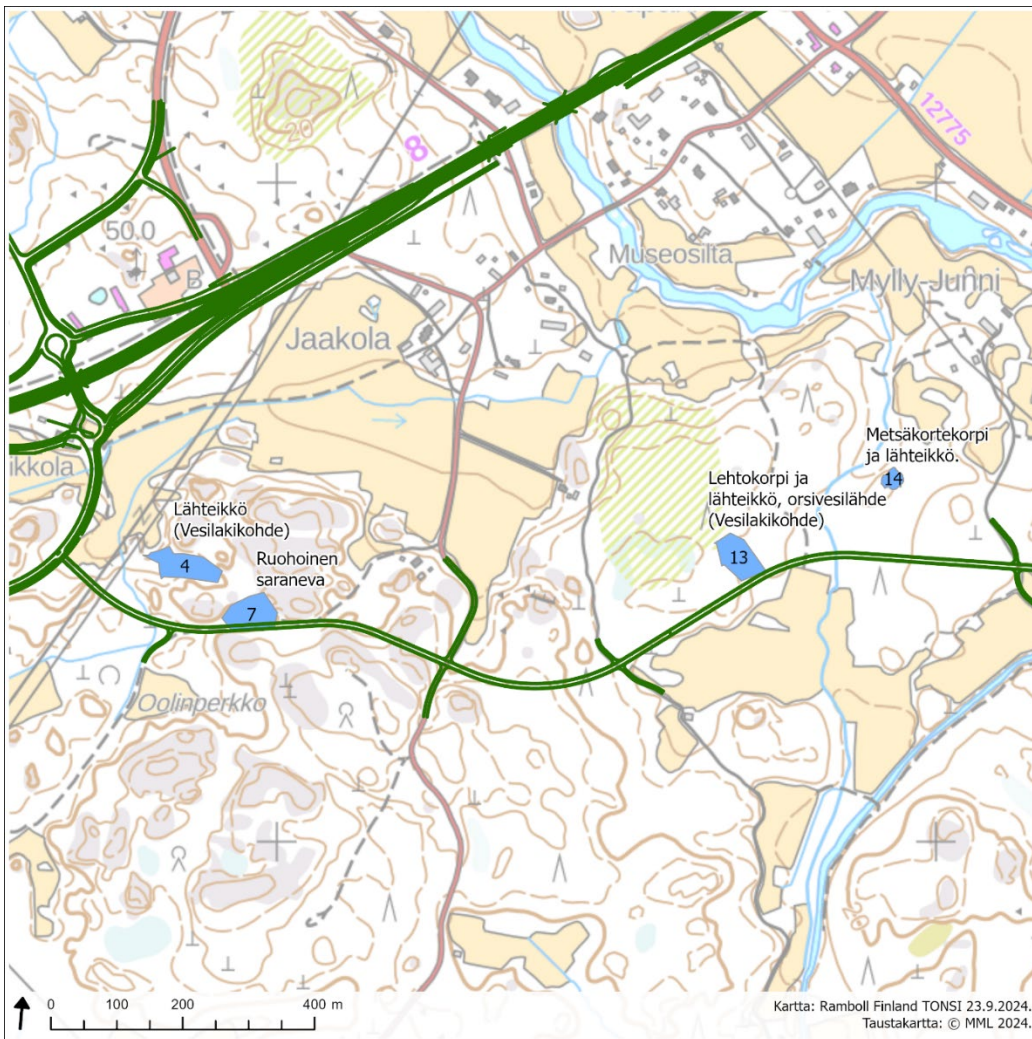 20
8
12775
50.0
B
Museosilta
Mylly-Junni
Jaakola
ikkola
Metsäkortekorpi
ja lähteikkö.
14
Lehtokorpi ja
lähteikkö, orsivesilähde
(Vesilakikohde)
13
Lähteikkö
(Vesilakikohde)
4
Ruohoinen
saraneva
7
Oolinperkko
20
0 100 200 400 m
Kartta: Ramboll Finland TONSI 23.9.2024.
Taustakartta: © MML 2024.